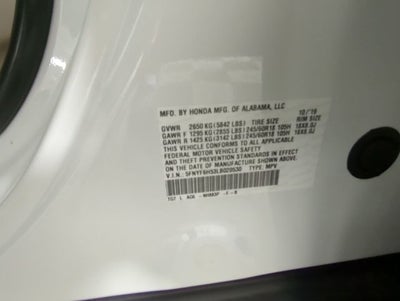 MFD. BY HONDA MFG. OF ALABAMA, LLC 10/'19
GVWR 2650 KG(5842 LBS) TIRE SIZE RIM SIZE
GAWR F 1295 KG(2855 LBS)245/60R18 105H 18X8.0J
GAWR R 1425 KG(3142 LBS)245/60R18 105H 18X8.0J
THIS VEHICLE CONFORMS TO ALL APPLICABLE
FEDERAL MOTOR VEHICLE SAFETY
AND THEFT PREVENTION STANDARDS IN EFFECT
ON THE DATE OF MANUFACTURE SHOWN ABOVE.
V.I.N.: TYPE: MPV
TG7 L A06